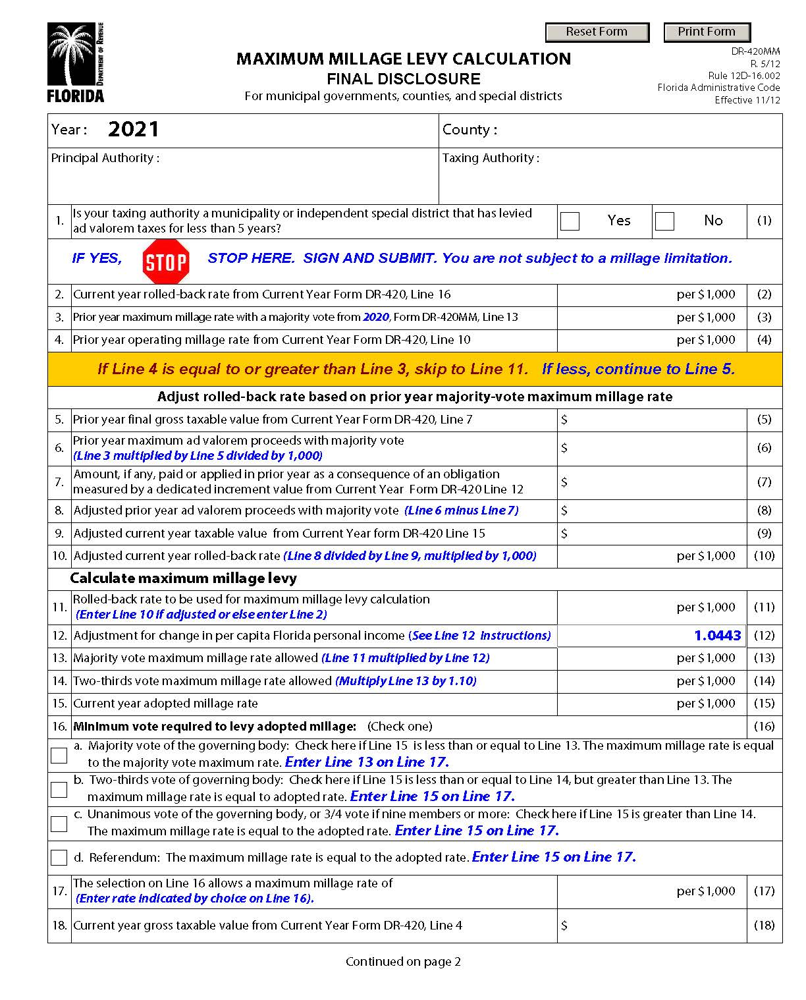 Reset Form
Print Form
DEPARTMENT OF REVENUE
FLORIDA
MAXIMUM MILLAGE LEVY CALCULATION
FINAL DISCLOSURE
For municipal governments, counties, and special districts
DR-420MM
R. 5/12
Rule 12D-16.002
Florida Administrative Code
Effective 11/12
Year : 2021
County :
Principal Authority :
Taxing Authority :
1. Is your taxing authority a municipality or independent special district that has levied
ad valorem taxes for less than 5 years?
Yes
No
(1)
IF YES, STOP STOP HERE. SIGN AND SUBMIT. You are not subject to a millage limitation.
2. Current year rolled-back rate from Current Year Form DR-420, Line 16 per $1,000 (2)
3. Prior year maximum millage rate with a majority vote from 2020, Form DR-420MM, Line 13 per $1,000 (3)
4. Prior year operating millage rate from Current Year Form DR-420, Line 10 per $1,000 (4)
If Line 4 is equal to or greater than Line 3, skip to Line 11. If less, continue to Line 5.
Adjust rolled-back rate based on prior year majority-vote maximum millage rate
5. Prior year final gross taxable value from Current Year Form DR-420, Line 7 $ (5)
6. Prior year maximum ad valorem proceeds with majority vote
(Line 3 multiplied by Line 5 divided by 1,000) $ (6)
7. Amount, if any, paid or applied in prior year as a consequence of an obligation
measured by a dedicated increment value from Current Year Form DR-420 Line 12 $ (7)
8. Adjusted prior year ad valorem proceeds with majority vote (Line 6 minus Line 7) $ (8)
9. Adjusted current year taxable value from Current Year form DR-420 Line 15 $ (9)
10. Adjusted current year rolled-back rate (Line 8 divided by Line 9, multiplied by 1,000) per $1,000 (10)
Calculate maximum millage levy
11. Rolled-back rate to be used for maximum millage levy calculation
(Enter Line 10 if adjusted or else enter Line 2) per $1,000 (11)
12. Adjustment for change in per capita Florida personal income (See Line 12 Instructions) 1.0443 (12)
13. Majority vote maximum millage rate allowed (Line 11 multiplied by Line 12) per $1,000 (13)
14. Two-thirds vote maximum millage rate allowed (Multiply Line 13 by 1.10) per $1,000 (14)
15. Current year adopted millage rate per $1,000 (15)
16. Minimum vote required to levy adopted millage: (Check one) (16)
a. Majority vote of the governing body: Check here if Line 15 is less than or equal to Line 13. The maximum millage rate is equal
to the majority vote maximum rate. Enter Line 13 on Line 17.
b. Two-thirds vote of governing body: Check here if Line 15 is less than or equal to Line 14, but greater than Line 13. The
maximum millage rate is equal to adopted rate. Enter Line 15 on Line 17.
c. Unanimous vote of the governing body, or 3/4 vote if nine members or more: Check here if Line 15 is greater than Line 14.
The maximum millage rate is equal to the adopted rate. Enter Line 15 on Line 17.
d. Referendum: The maximum millage rate is equal to the adopted rate. Enter Line 15 on Line 17.
17. The selection on Line 16 allows a maximum millage rate of
(Enter rate indicated by choice on Line 16). per $1,000 (17)
18. Current year gross taxable value from Current Year Form DR-420, Line 4 $ (18)
Continued on page 2